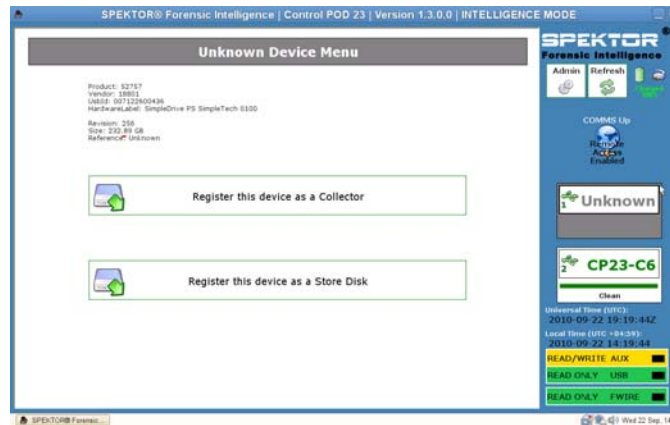 SPEKTOR® Forensic Intelligence | Control POD 23 | Version 1.3.0.0 | INTELLIGENCE MODE
Unknown Device Menu
Product: 52757
Vendor: 18801
UsbId: 007122600436
HardwareLabel: SimpleDrive PS SimpleTech 0100
Revision: 256
Size: 232.89 GB
Reference: Unknown
Register this device as a Collector
Register this device as a Store Disk
SPEKTOR®
Forensic Intelligence
Admin
Refresh
COMMS Up
Remote
Access
Enabled
1 Unknown
2 CP23-C6
Clean
Universal Time (UTC):
2010-09-22 19:19:44Z
Local Time (UTC
2010-09-22 14:19:44
READ/WRITE AUX
READ ONLY USB
READ ONLY FWIRE
SPEKTOR® Forensic...
Wed 22 Sep, 14